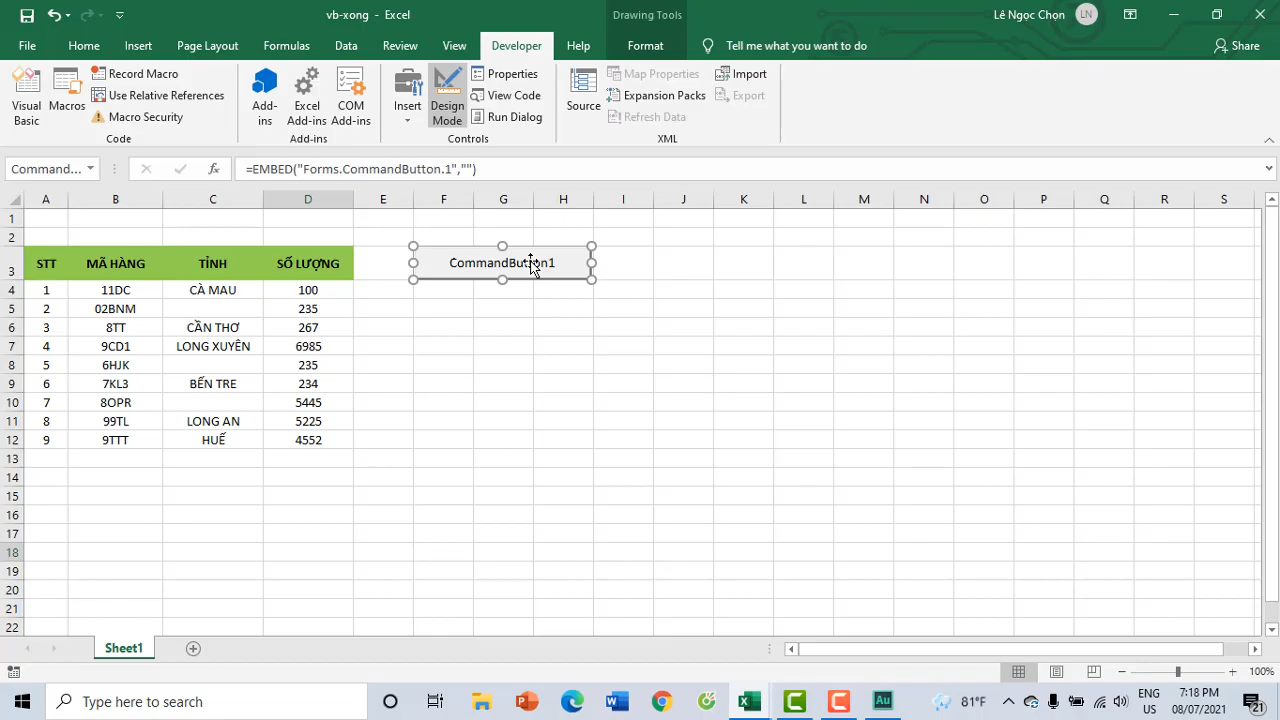 vb-xong - Excel
Drawing Tools
Lê Ngọc Chọn
LN
File Home Insert Page Layout Formulas Data Review View Developer Help Format Tell me what you want to do Share
Visual Basic
Macros
Record Macro
Use Relative References
Macro Security
Code
Add-ins
Excel Add-ins
COM Add-ins
Add-ins
Insert
Design Mode
Properties
View Code
Run Dialog
Controls
Source
Map Properties
Expansion Packs
Refresh Data
Import
Export
XML
Command... fx =EMBED("Forms.CommandButton.1","")
A B C D E F G H I J K L M N O P Q R S
1
2
3 STT MÃ HÀNG TỈNH SỐ LƯỢNG CommandButton1
4 1 11DC CÀ MAU 100
5 2 02BNM 235
6 3 8TT CẦN THƠ 267
7 4 9CD1 LONG XUYÊN 6985
8 5 6HJK 235
9 6 7KL3 BẾN TRE 234
10 7 8OPR 5445
11 8 99TL LONG AN 5225
12 9 9TTT HUẾ 4552
13
14
15
16
17
18
19
20
21
22
Sheet1
100%
Type here to search
Au
81°F
ENG
7:18 PM
08/07/2021
21